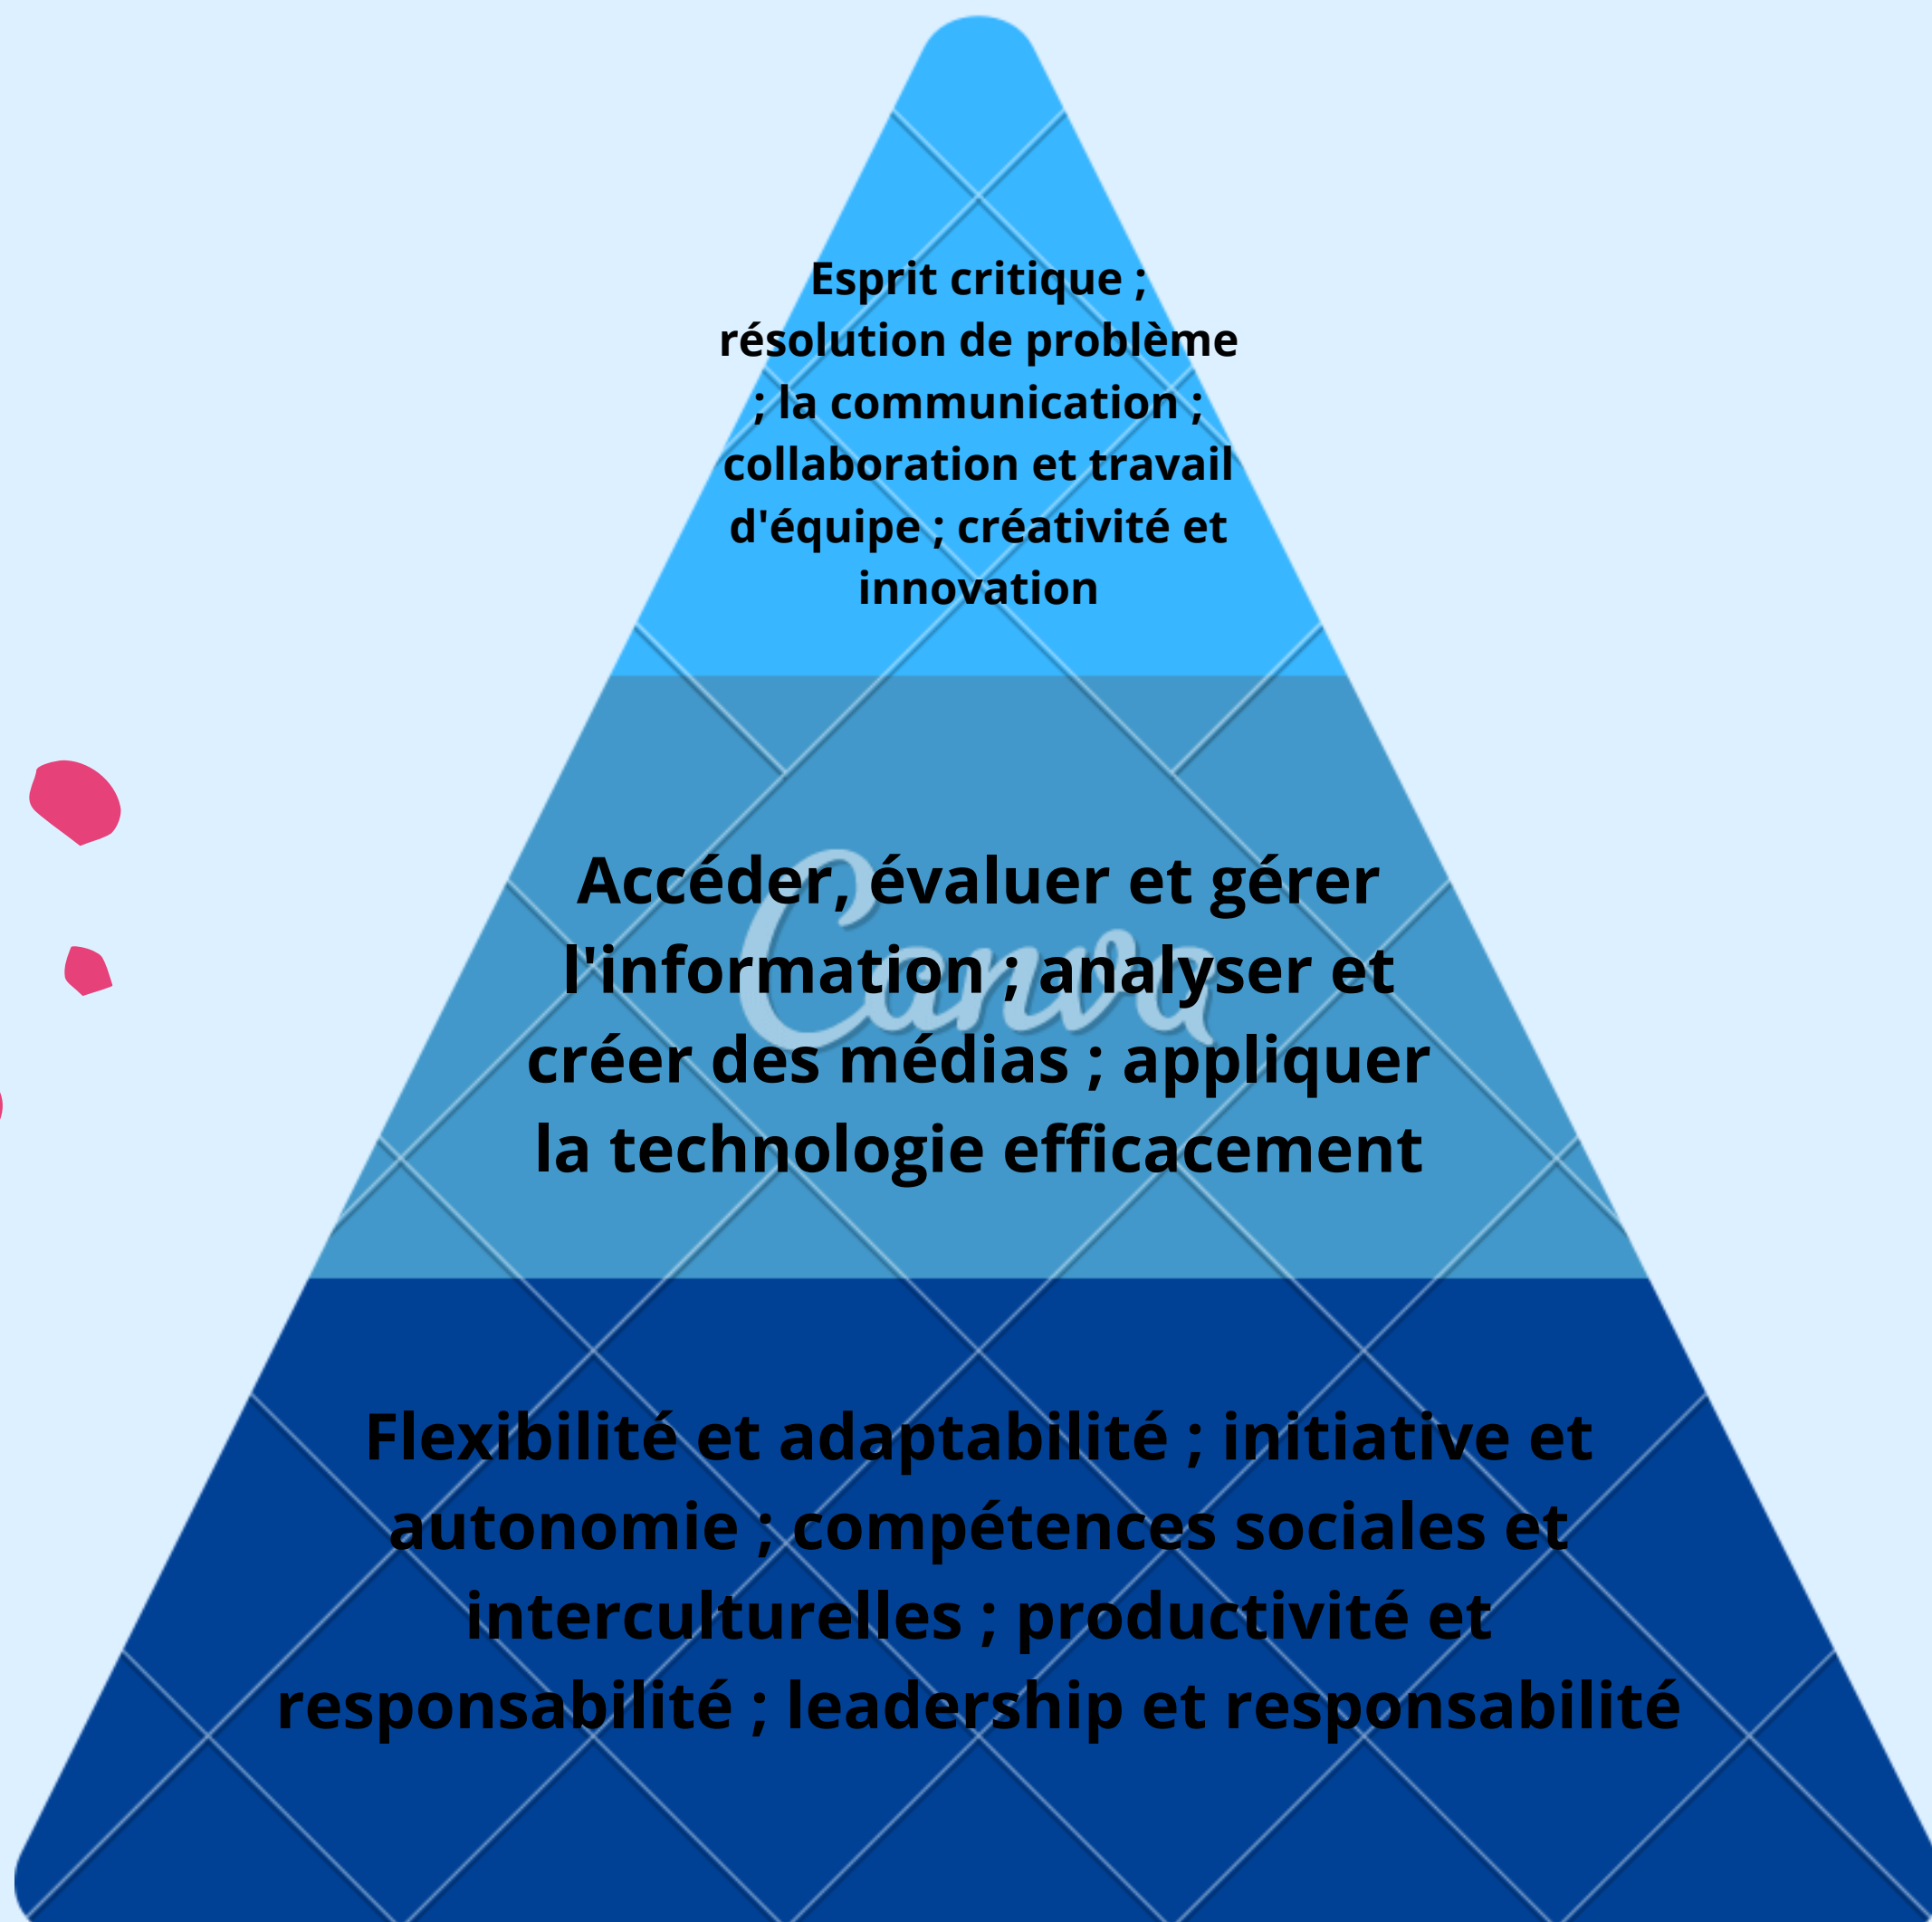 Esprit critique ;
résolution de problème
; la communication ;
collaboration et travail
d'équipe ; créativité et
innovation
Canva
Accéder, évaluer et gérer
l'information ; analyser et
créer des médias ; appliquer
la technologie efficacement
Flexibilité et adaptabilité ; initiative et
autonomie ; compétences sociales et
interculturelles ; productivité et
responsabilité ; leadership et responsabilité